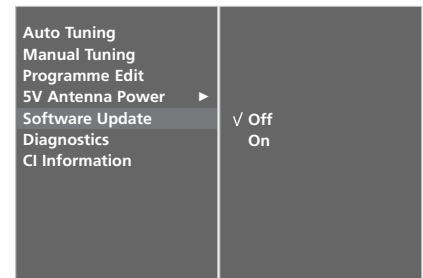 Auto Tuning
Manual Tuning
Programme Edit
5V Antenna Power ►
Software Update
Diagnostics
CI Information
√ Off
On